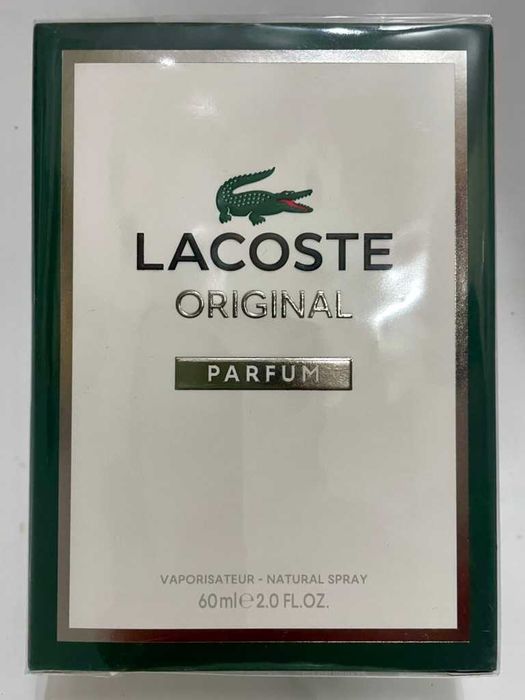 LACOSTE
ORIGINAL
PARFUM
VAPORISATEUR - NATURAL SPRAY
60ml℮2.0 FL.OZ.